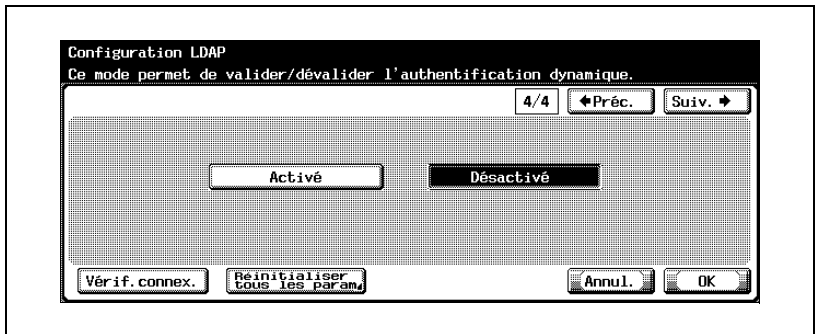 Configuration LDAP
Ce mode permet de valider/dévalider l'authentification dynamique.
4/4 ←Préc. Suiv. →
Activé Désactivé
Vérif.connex. Réinitialiser tous les param. Annul. OK